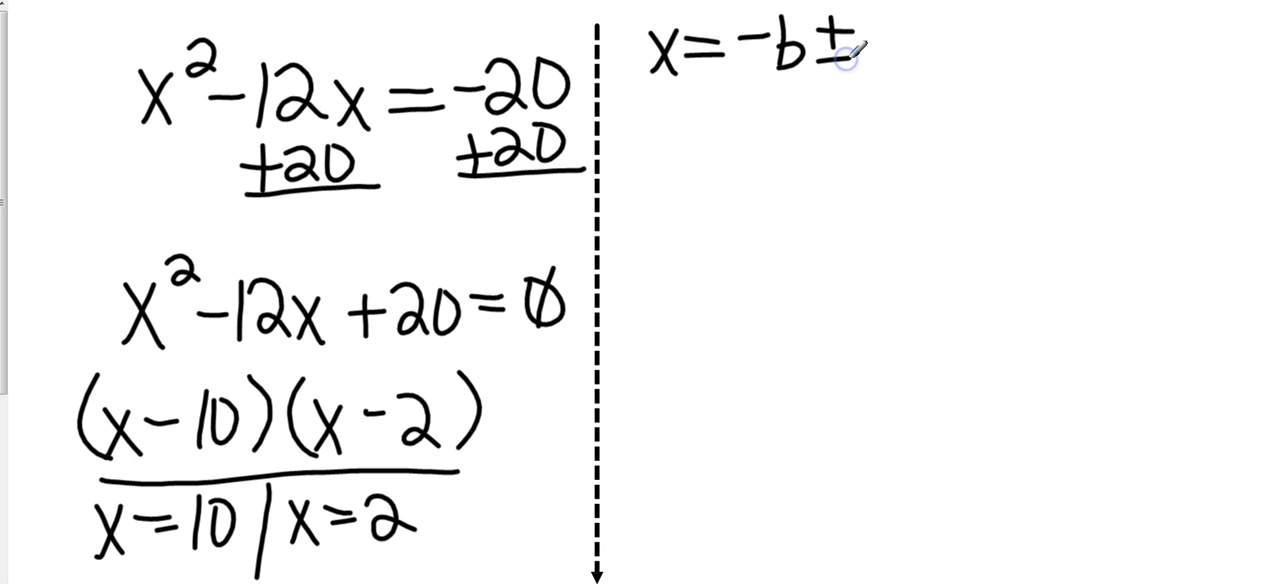 x²-12x=-20
+20 +20
x²-12x+20=0
(x-10)(x-2)
x=10/x=2
x=-b±